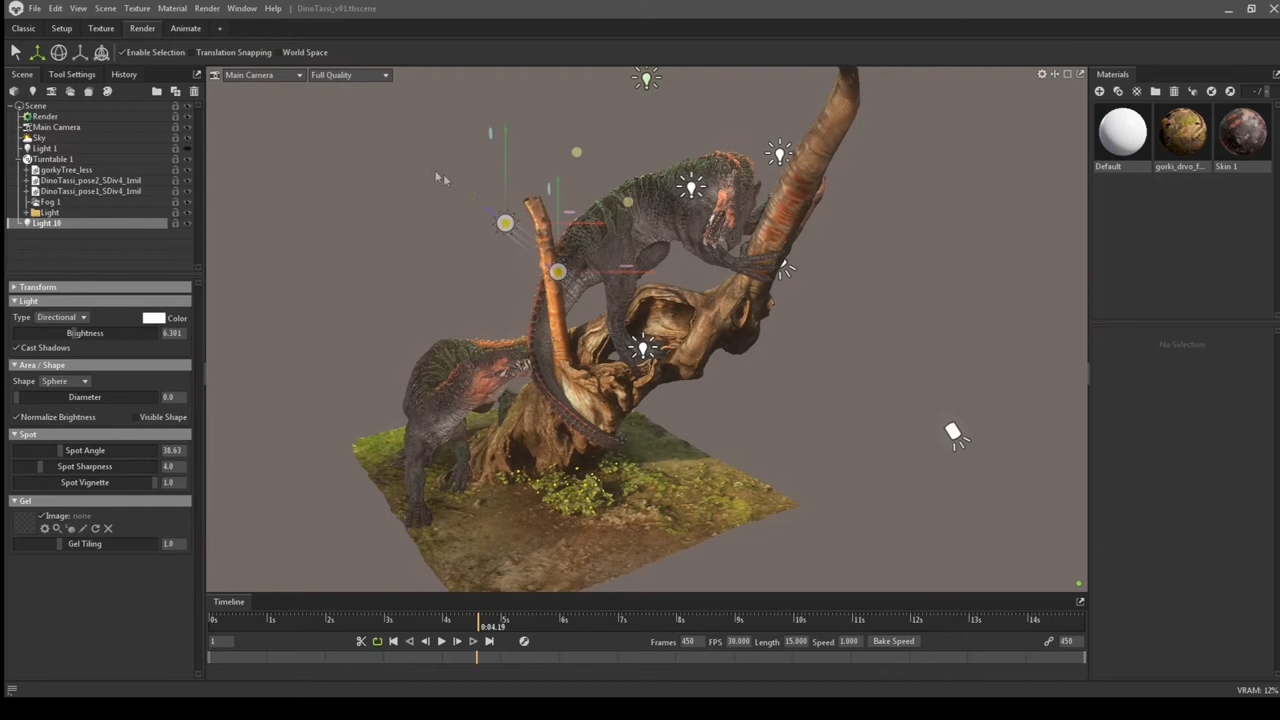 File Edit View Scene Texture Material Render Window Help DinoTassi_v01.tbscene
Classic Setup Texture Render Animate +
Enable Selection Translation Snapping World Space
Scene Tool Settings History
Main Camera Full Quality
Materials
Scene
Render
Main Camera
Sky
Light 1
Turntable 1
gorkyTree_less
DinoTassi_pose2_SDiv4_1mil
DinoTassi_pose1_SDiv4_1mil
Fog 1
Light
Light 10
Default gorki_drvo_f... Skin 1
Transform
Light
Type Directional Color
Brightness 6.301
Cast Shadows
Area / Shape
Shape Sphere
Diameter 0.0
Normalize Brightness Visible Shape
Spot
Spot Angle 38.63
Spot Sharpness 4.0
Spot Vignette 1.0
Gel
Image: none
Gel Tiling 1.0
No Selection
Timeline
0s 1s 2s 3s 4s 5s 6s 7s 8s 9s 10s 11s 12s 13s 14s
0:04.19
1 Frames 450 FPS 30.000 Length 15.000 Speed 1.000 Bake Speed 450
VRAM: 12%